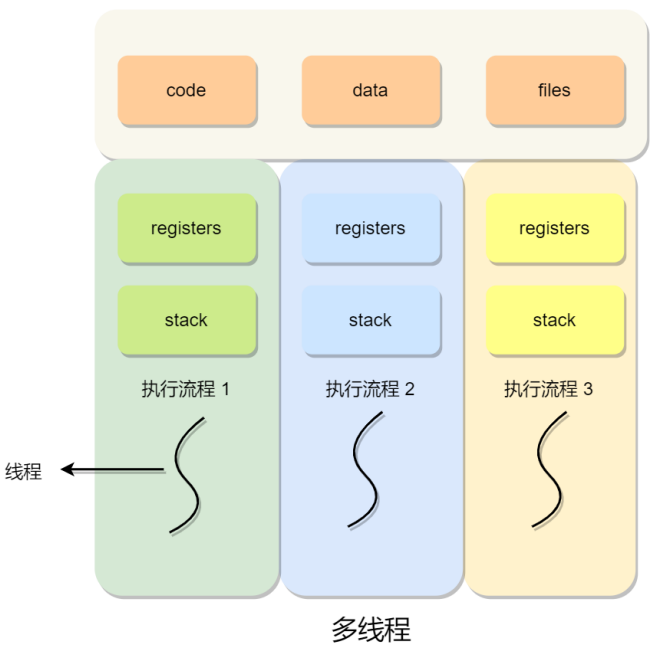 code data files
registers registers registers
stack stack stack
执行流程 1 执行流程 2 执行流程 3
线程
多线程